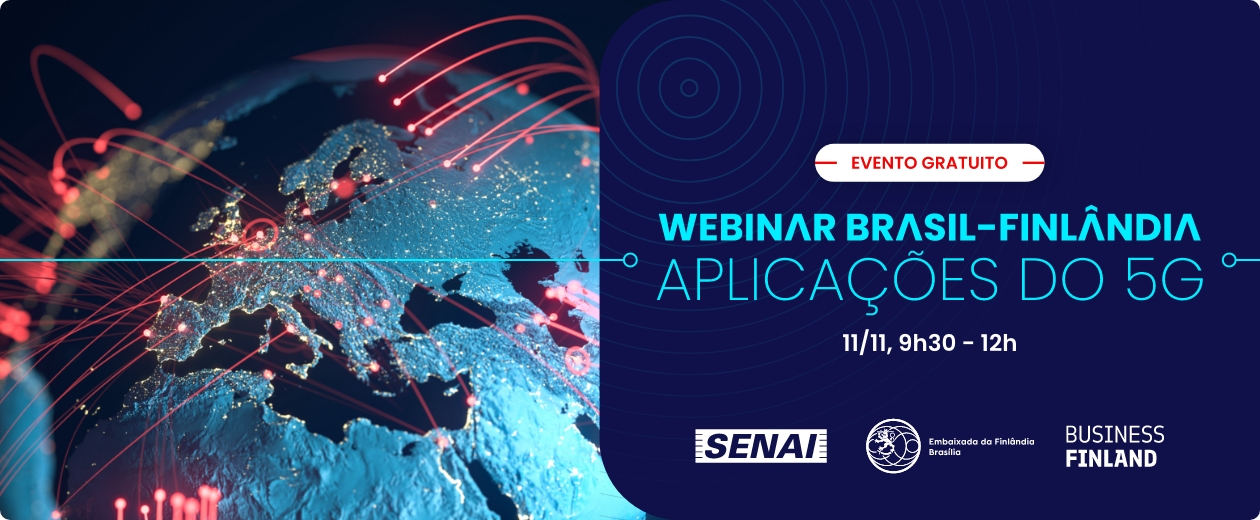 EVENTO GRATUITO
WEBINAR BRASIL-FINLÂNDIA
APLICAÇÕES DO 5G
11/11, 9h30 - 12h
SENAI
Embaixada da Finlândia
Brasília
BUSINESS
FINLAND